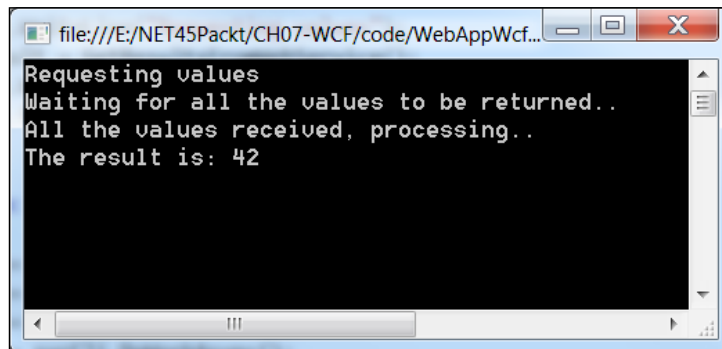 file:///E:/NET45Packt/CH07-WCF/code/WebAppWcf...
Requesting values
Waiting for all the values to be returned..
All the values received, processing..
The result is: 42